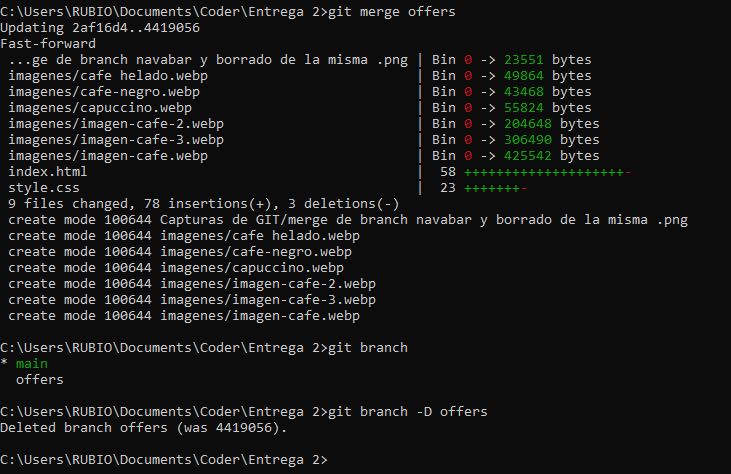 C:\Users\RUBIO\Documents\Coder\Entrega 2>git merge offers
Updating 2af16d4..4419056
Fast-forward
 ...ge de branch navabar y borrado de la misma .png | Bin 0 -> 23551 bytes
 imagenes/cafe helado.webp                          | Bin 0 -> 49864 bytes
 imagenes/cafe-negro.webp                           | Bin 0 -> 43468 bytes
 imagenes/capuccino.webp                            | Bin 0 -> 55824 bytes
 imagenes/imagen-cafe-2.webp                        | Bin 0 -> 204648 bytes
 imagenes/imagen-cafe-3.webp                        | Bin 0 -> 306490 bytes
 imagenes/imagen-cafe.webp                          | Bin 0 -> 425542 bytes
 index.html                                         |  58 ++++++++++++++++++++-
 style.css                                          |  23 +++++++-
 9 files changed, 78 insertions(+), 3 deletions(-)
 create mode 100644 Capturas de GIT/merge de branch navabar y borrado de la misma .png
 create mode 100644 imagenes/cafe helado.webp
 create mode 100644 imagenes/cafe-negro.webp
 create mode 100644 imagenes/capuccino.webp
 create mode 100644 imagenes/imagen-cafe-2.webp
 create mode 100644 imagenes/imagen-cafe-3.webp
 create mode 100644 imagenes/imagen-cafe.webp
C:\Users\RUBIO\Documents\Coder\Entrega 2>git branch
* main
  offers
C:\Users\RUBIO\Documents\Coder\Entrega 2>git branch -D offers
Deleted branch offers (was 4419056).
C:\Users\RUBIO\Documents\Coder\Entrega 2>